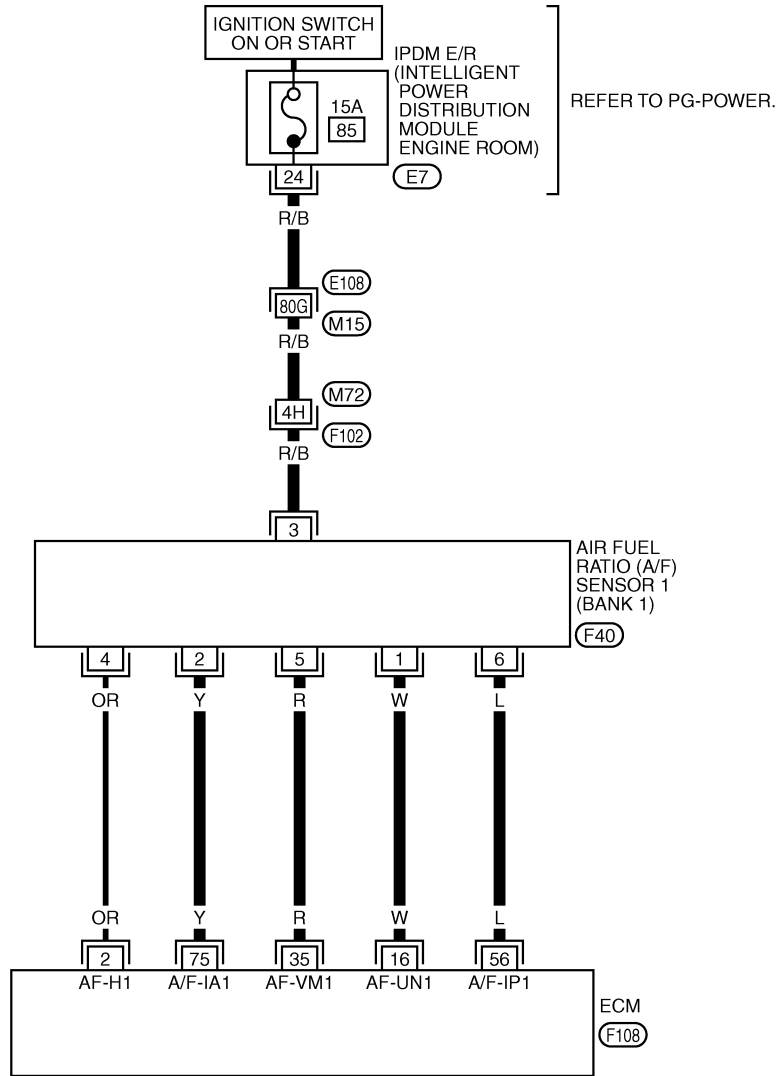 IGNITION SWITCH
ON OR START
IPDM E/R
(INTELLIGENT
POWER
DISTRIBUTION
MODULE
ENGINE ROOM)
REFER TO PG-POWER.
15A
85
24
E7
R/B
E108
80G
M15
R/B
M72
4H
F102
R/B
3
AIR FUEL
RATIO (A/F)
SENSOR 1
(BANK 1)
F40
4 2 5 1 6
OR Y R W L
OR Y R W L
2 75 35 16 56
AF-H1 A/F-IA1 AF-VM1 AF-UN1 A/F-IP1
ECM
F108